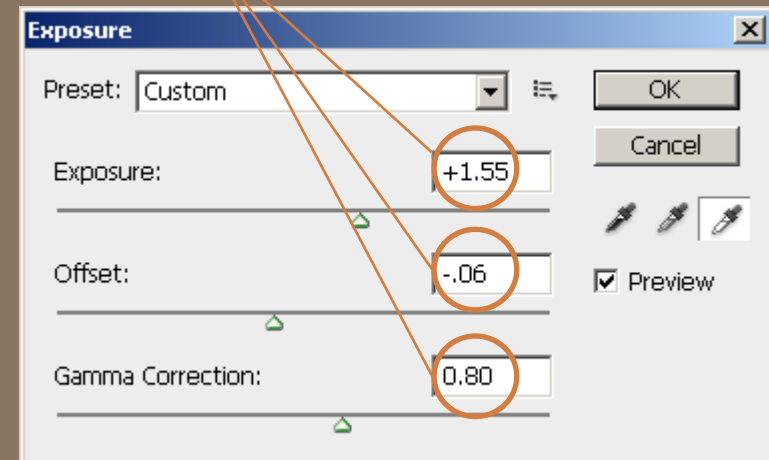 Exposure
Preset: Custom
OK
Cancel
Exposure: +1.55
Offset: -.06
Preview
Gamma Correction: 0.80